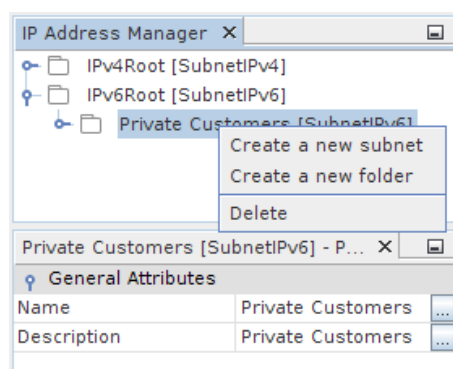 IP Address Manager
IPv4Root [SubnetIPv4]
IPv6Root [SubnetIPv6]
Private Customers [SubnetIPv6]
Create a new subnet
Create a new folder
Delete
Private Customers [SubnetIPv6] - P...
General Attributes
Name Private Customers ...
Description Private Customers ...